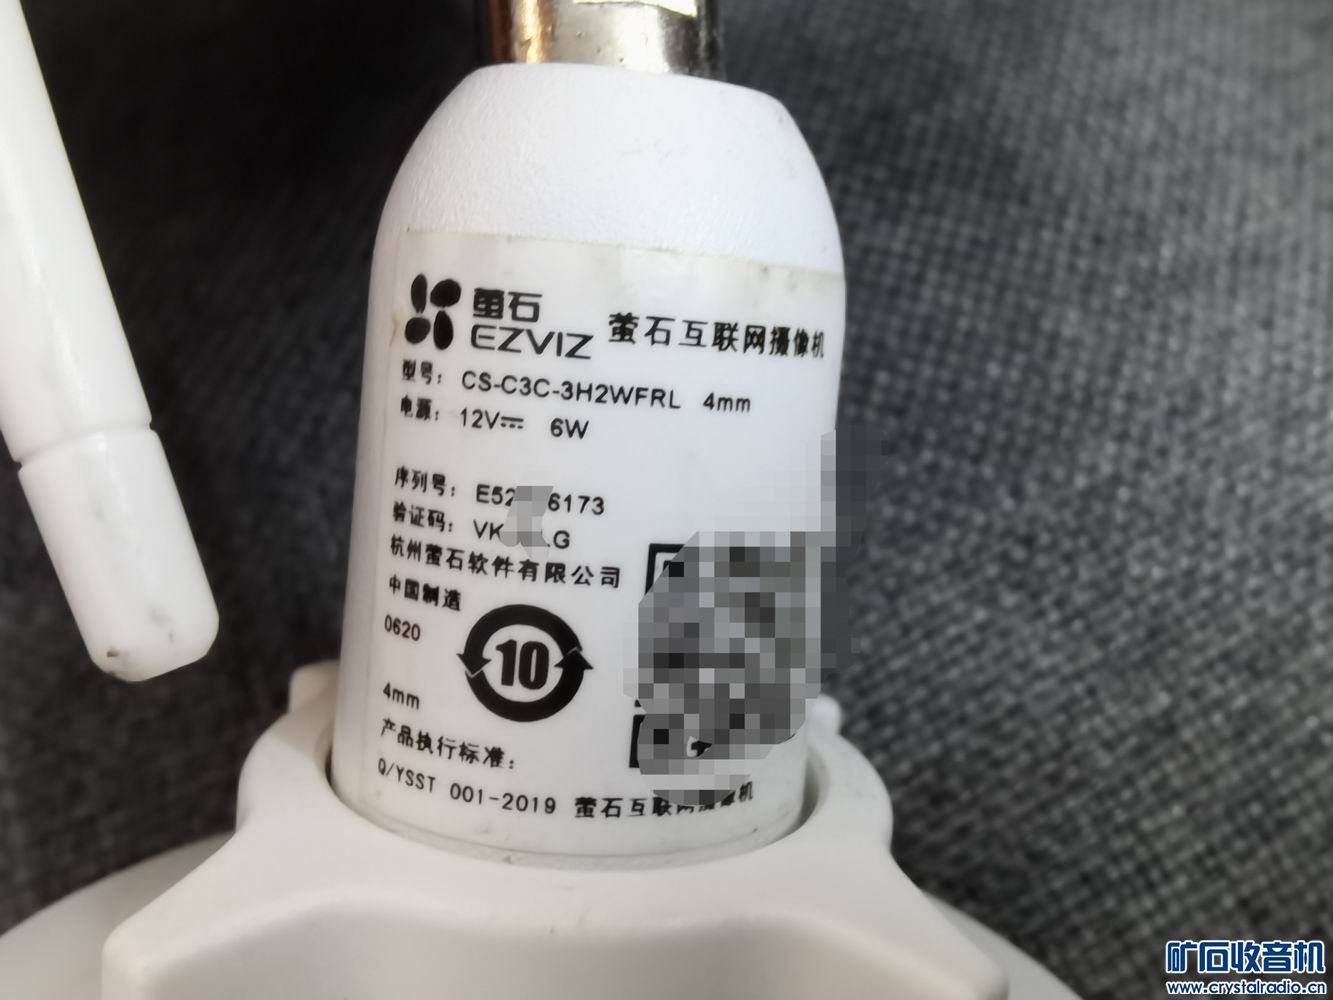 萤石
EZVIZ
萤石互联网摄像机
型号： CS-C3C-3H2WFRL 4mm
电源： 12V⎓ 6W
序列号： E52 6173
验证码： VK .G
杭州萤石软件有限公司
中国制造
0620
10
4mm
产品执行标准：
Q/YSST 001-2019 萤石互联网摄像机
矿石收音机
www.crystalradio.cn